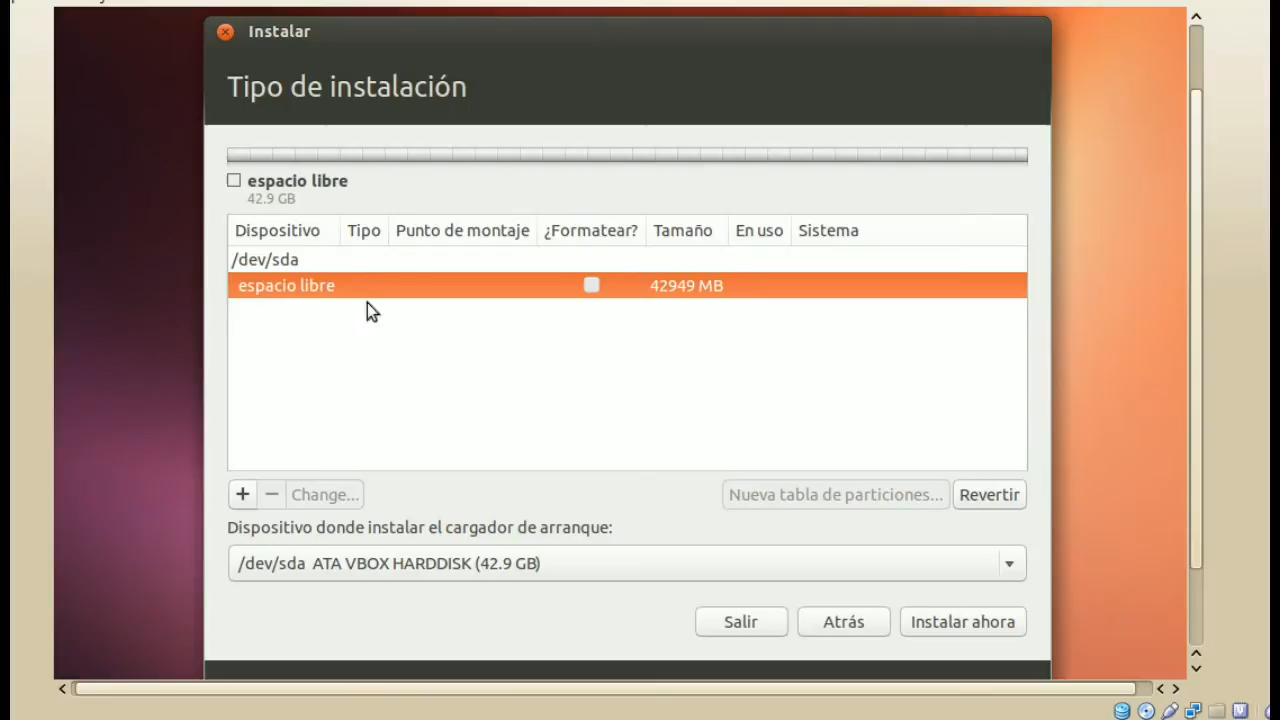 Instalar
Tipo de instalación
espacio libre
42.9 GB
Dispositivo Tipo Punto de montaje ¿Formatear? Tamaño En uso Sistema
/dev/sda
espacio libre 42949 MB
+ − Change... Nueva tabla de particiones... Revertir
Dispositivo donde instalar el cargador de arranque:
/dev/sda ATA VBOX HARDDISK (42.9 GB)
Salir Atrás Instalar ahora